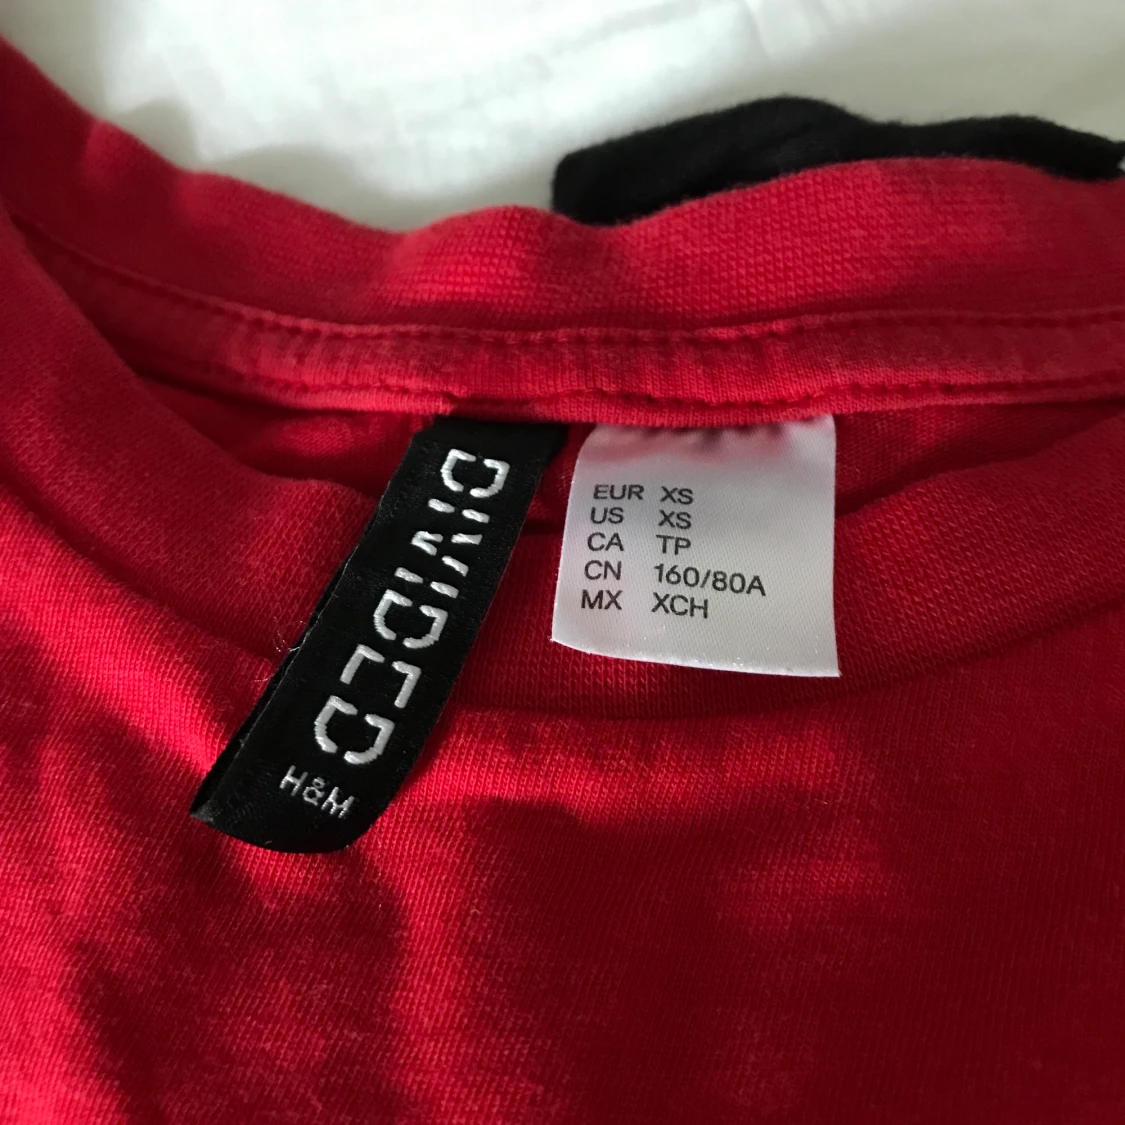 DIVIDED
H&M
EUR XS
US XS
CA TP
CN 160/80A
MX XCH